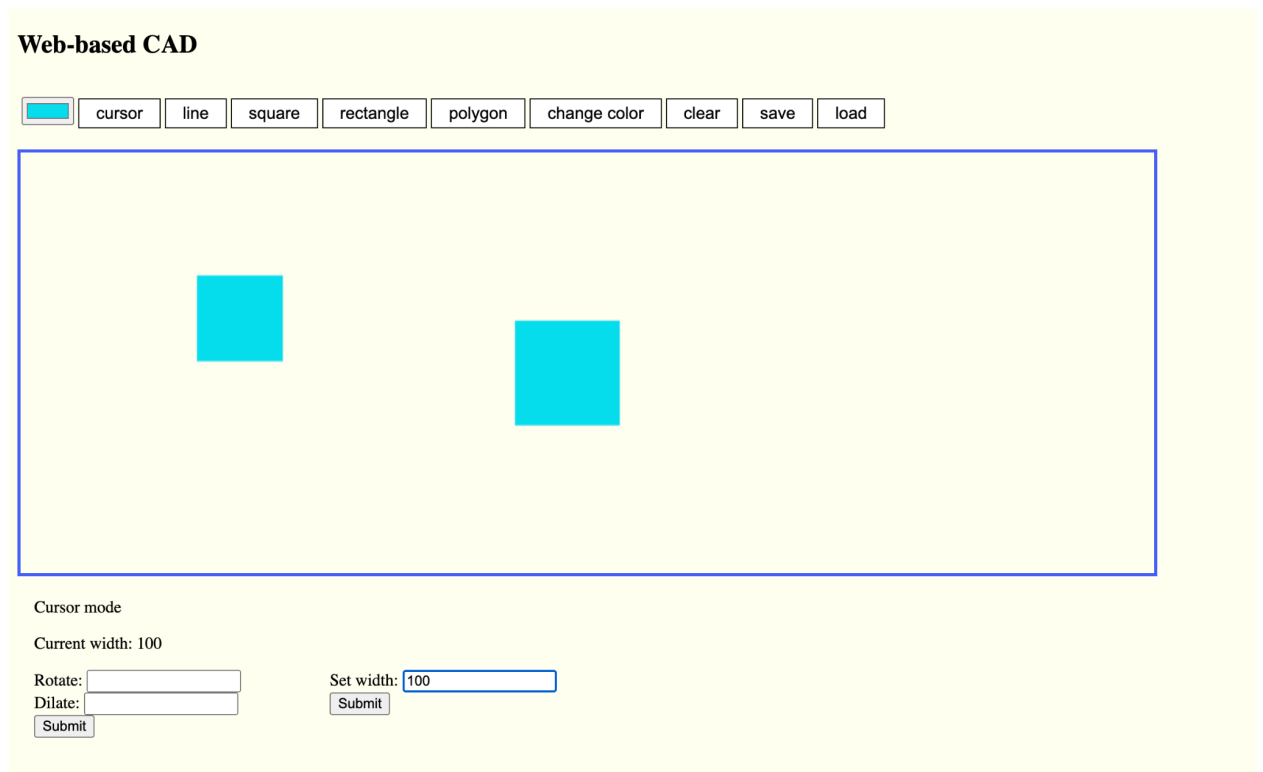 Web-based CAD
cursor line square rectangle polygon change color clear save load
Cursor mode
Current width: 100
Rotate: Set width: 100
Dilate: Submit
Submit